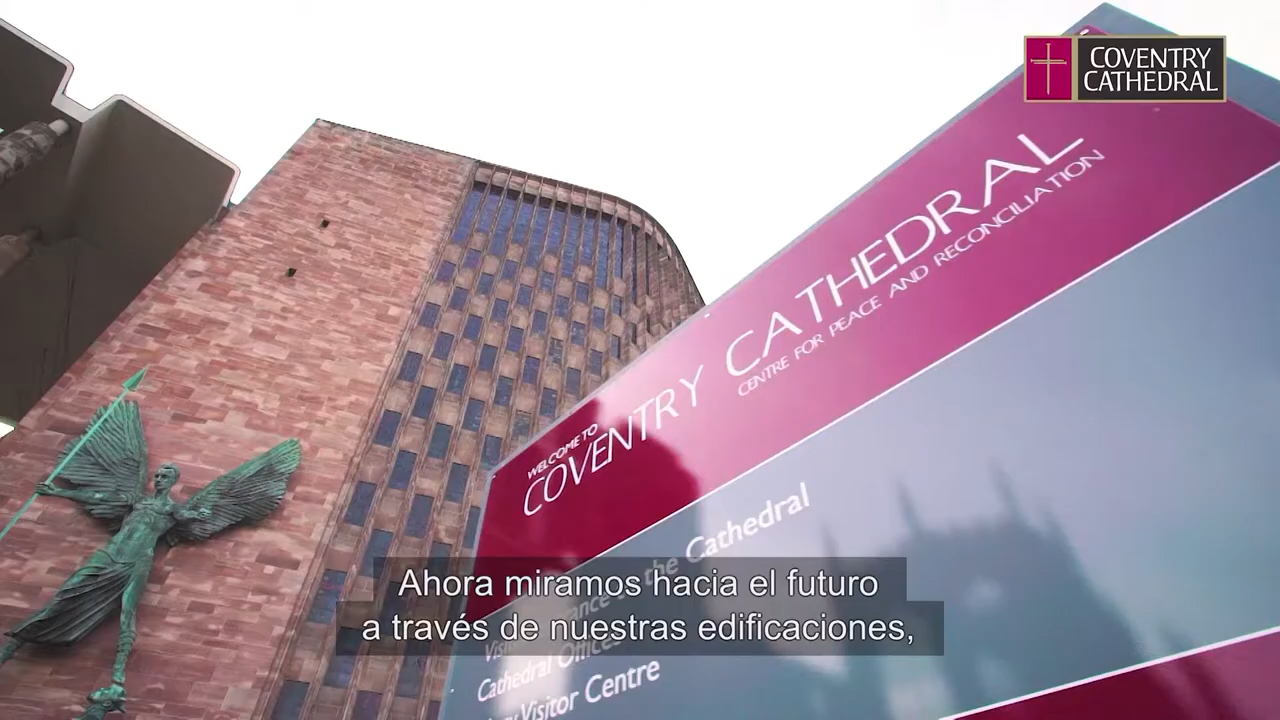 COVENTRY
CATHEDRAL
WELCOME TO
COVENTRY CATHEDRAL
CENTRE FOR PEACE AND RECONCILIATION
the Cathedral
Cathedral Offices
Visitor Centre
Ahora miramos hacia el futuro
a través de nuestras edificaciones,